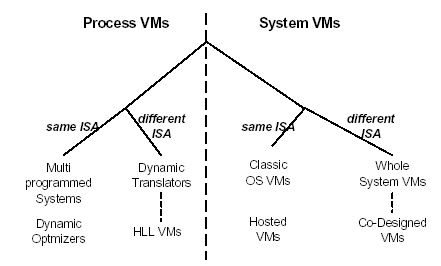 Process VMs
System VMs
same ISA
different
ISA
same ISA
different
ISA
Multi
programmed
Systems
Dynamic
Translators
Classic
OS VMs
Whole
System VMs
Dynamic
Optmizers
HLL VMs
Hosted
VMs
Co-Designed
VMs